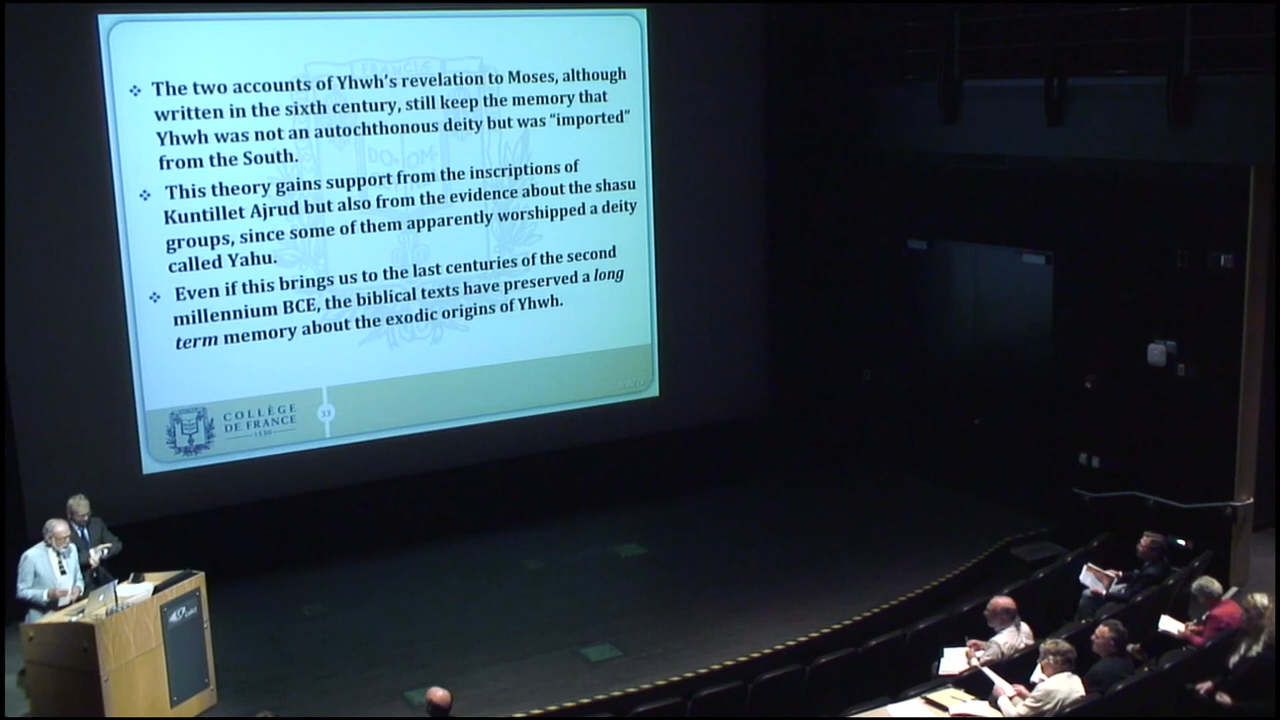 The two accounts of Yhwh's revelation to Moses, although
written in the sixth century, still keep the memory that
Yhwh was not an autochthonous deity but was "imported"
from the South.
This theory gains support from the inscriptions of
Kuntillet Ajrud but also from the evidence about the shasu
groups, since some of them apparently worshipped a deity
called Yahu.
Even if this brings us to the last centuries of the second
millennium BCE, the biblical texts have preserved a long
term memory about the exodic origins of Yhwh.
COLLÈGE
DE FRANCE
1530
33